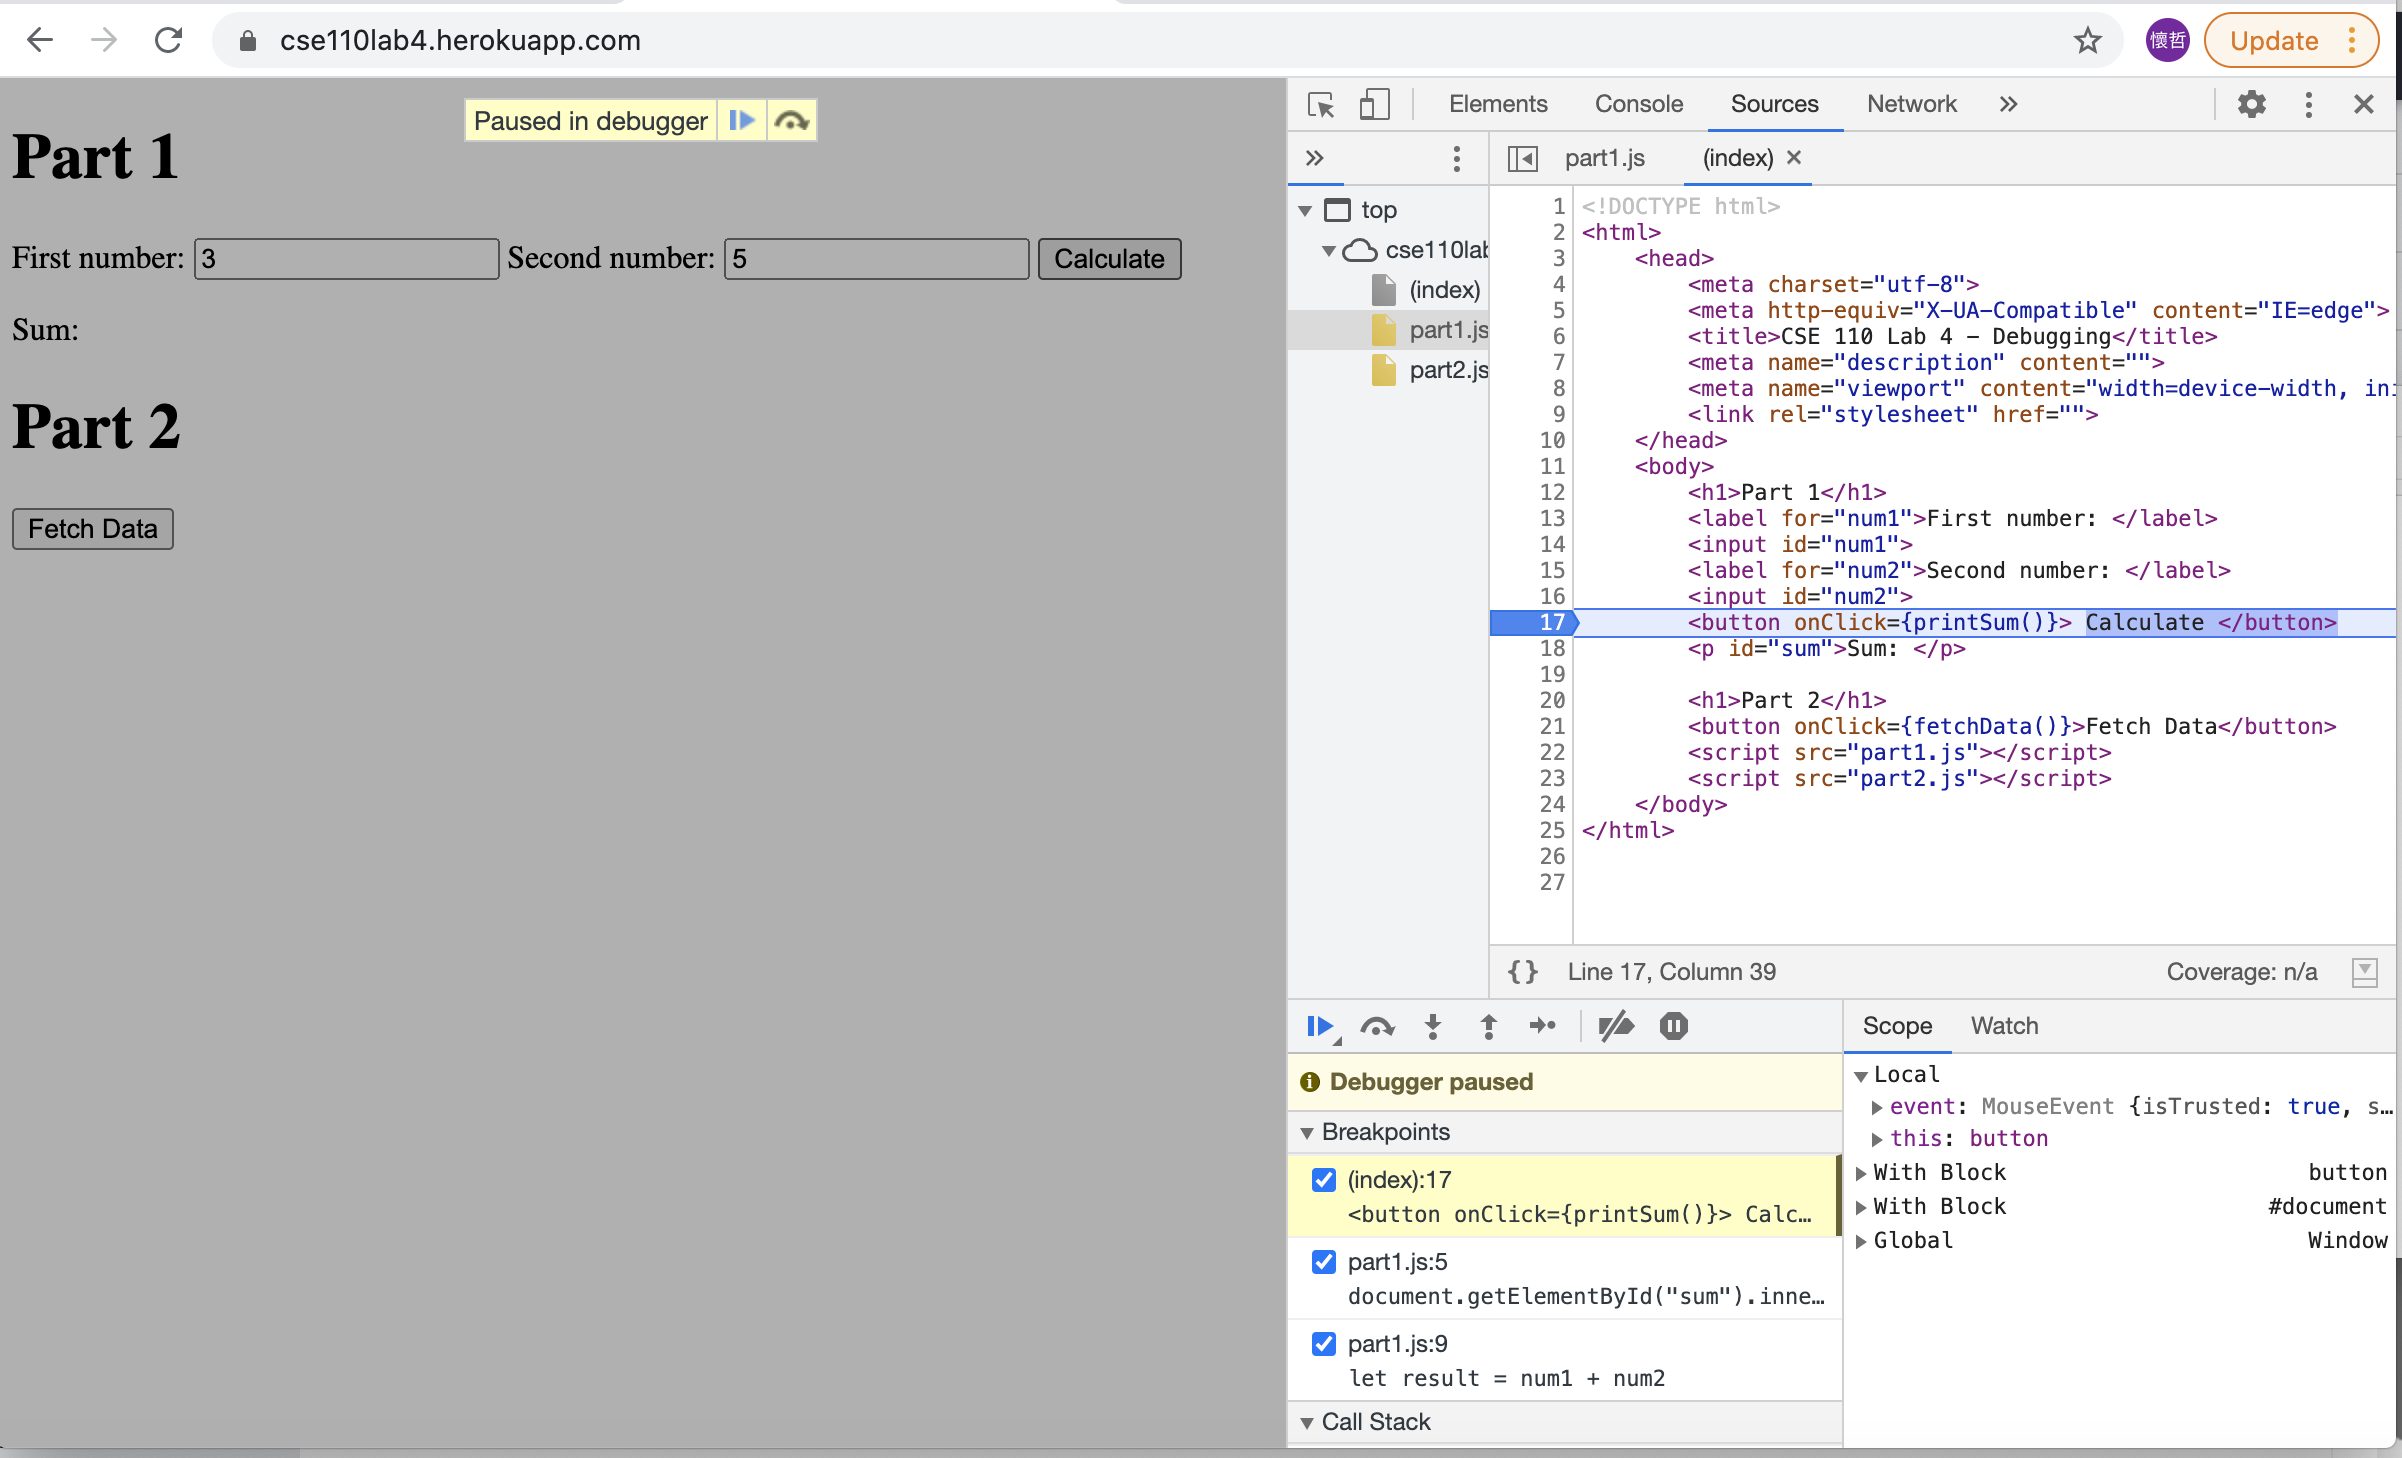 cse110lab4.herokuapp.com
懷哲
Update
Paused in debugger
Part 1
First number: 3 Second number: 5 Calculate
Sum:
Part 2
Fetch Data
Elements Console Sources Network »
» part1.js (index) ×
top
cse110lab
(index)
part1.js
part2.js
1 <!DOCTYPE html>
2 <html>
3 <head>
4 <meta charset="utf-8">
5 <meta http-equiv="X-UA-Compatible" content="IE=edge">
6 <title>CSE 110 Lab 4 - Debugging</title>
7 <meta name="description" content="">
8 <meta name="viewport" content="width=device-width, ini
9 <link rel="stylesheet" href="">
10 </head>
11 <body>
12 <h1>Part 1</h1>
13 <label for="num1">First number: </label>
14 <input id="num1">
15 <label for="num2">Second number: </label>
16 <input id="num2">
17 <button onClick={printSum()}> Calculate </button>
18 <p id="sum">Sum: </p>
19
20 <h1>Part 2</h1>
21 <button onClick={fetchData()}>Fetch Data</button>
22 <script src="part1.js"></script>
23 <script src="part2.js"></script>
24 </body>
25 </html>
26
27
{} Line 17, Column 39 Coverage: n/a
Debugger paused
Breakpoints
(index):17
<button onClick={printSum()}> Calc…
part1.js:5
document.getElementById("sum").inne…
part1.js:9
let result = num1 + num2
Call Stack
Scope Watch
Local
event: MouseEvent {isTrusted: true, s…
this: button
With Block button
With Block #document
Global Window